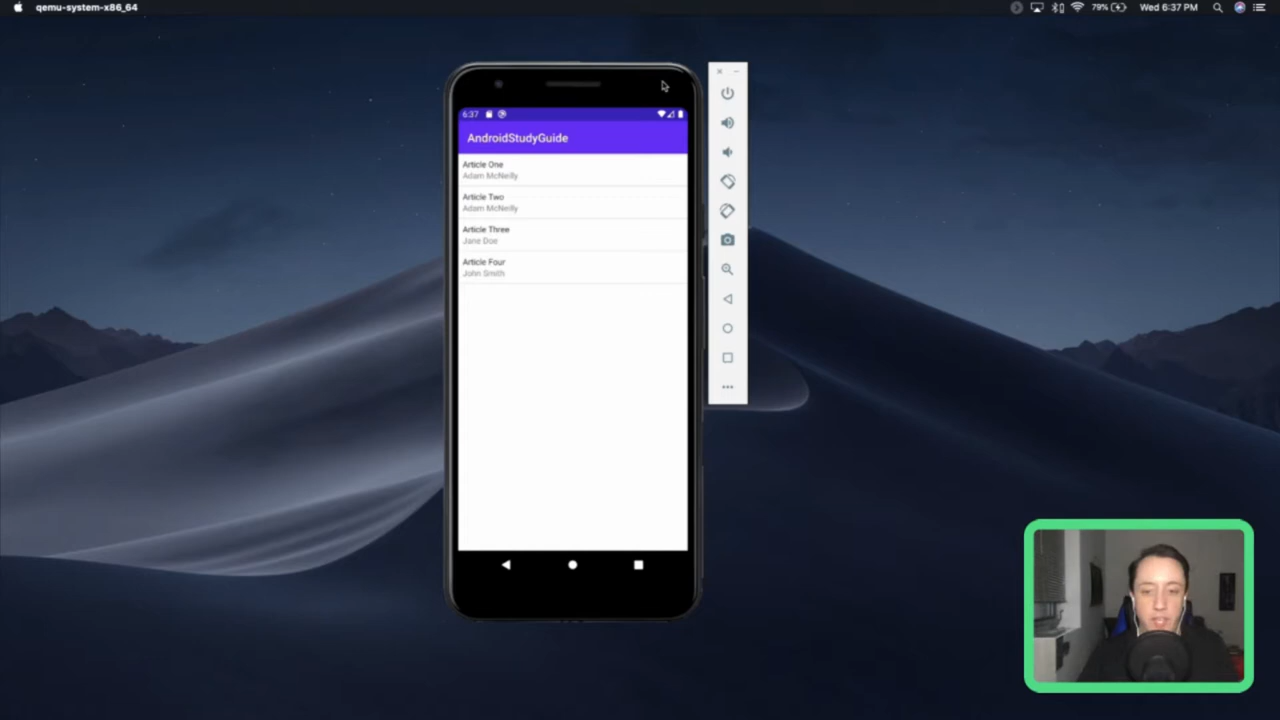 qemu-system-x86_64
79%
Wed 6:37 PM
6:37
AndroidStudyGuide
Article One
Adam McNeilly
Article Two
Adam McNeilly
Article Three
Jane Doe
Article Four
John Smith